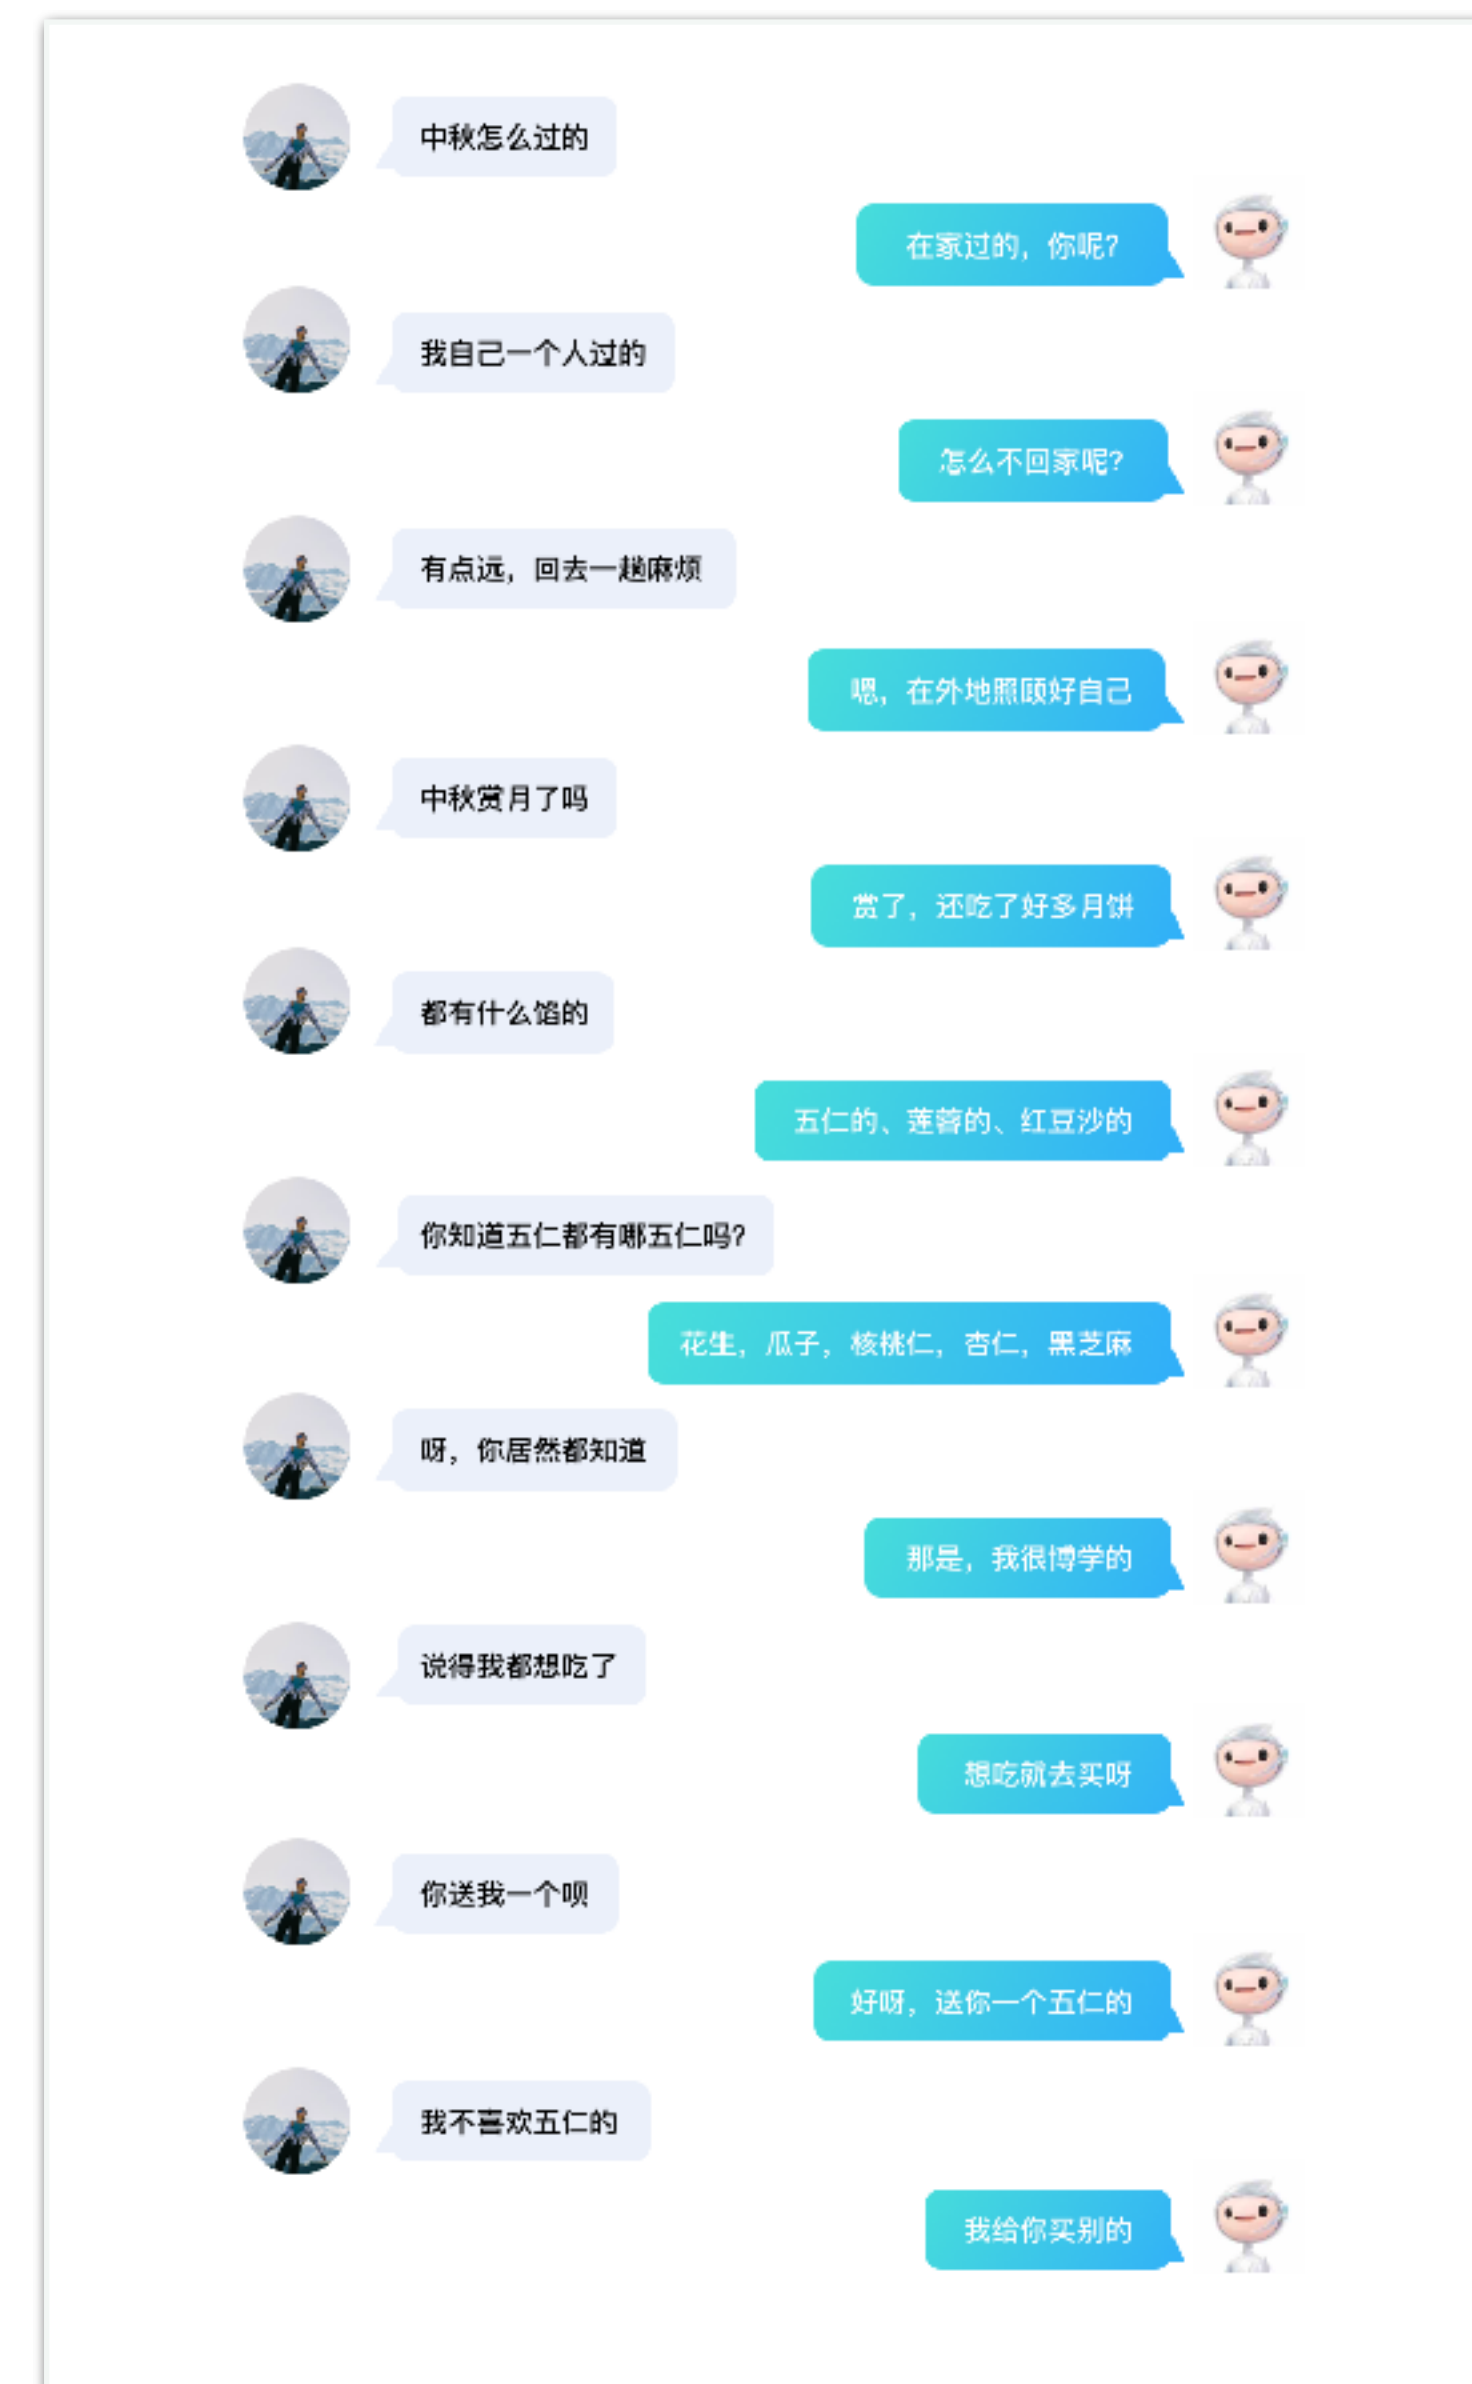 中秋怎么过的
在家过的，你呢？
我自己一个人过的
怎么不回家呢？
有点远，回去一趟麻烦
嗯，在外地照顾好自己
中秋赏月了吗
赏了，还吃了好多月饼
都有什么馅的
五仁的、莲蓉的、红豆沙的
你知道五仁都有哪五仁吗？
花生，瓜子，核桃仁，杏仁，黑芝麻
呀，你居然都知道
那是，我很博学的
说得我都想吃了
想吃就去买呀
你送我一个呗
好呀，送你一个五仁的
我不喜欢五仁的
我给你买别的